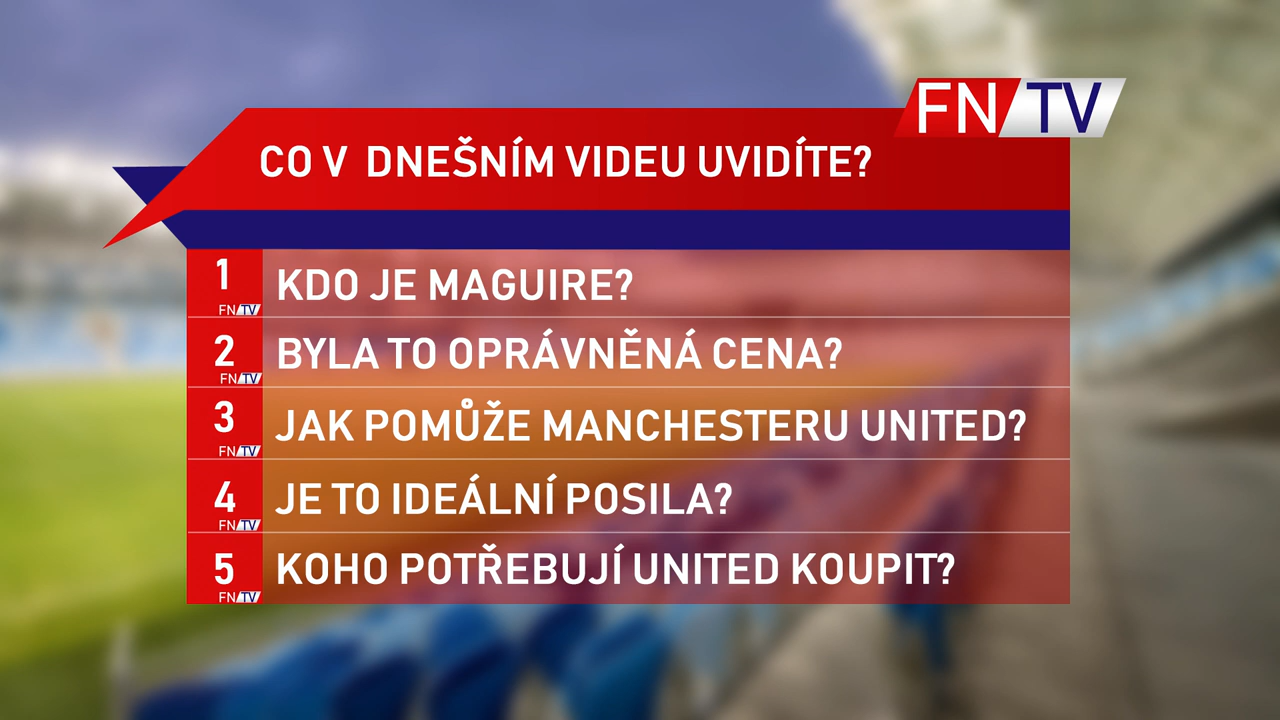 FN TV
CO V DNEŠNÍM VIDEU UVIDÍTE?
1 KDO JE MAGUIRE?
FN TV
2 BYLA TO OPRÁVNĚNÁ CENA?
FN TV
3 JAK POMŮŽE MANCHESTERU UNITED?
FN TV
4 JE TO IDEÁLNÍ POSILA?
FN TV
5 KOHO POTŘEBUJÍ UNITED KOUPIT?
FN TV